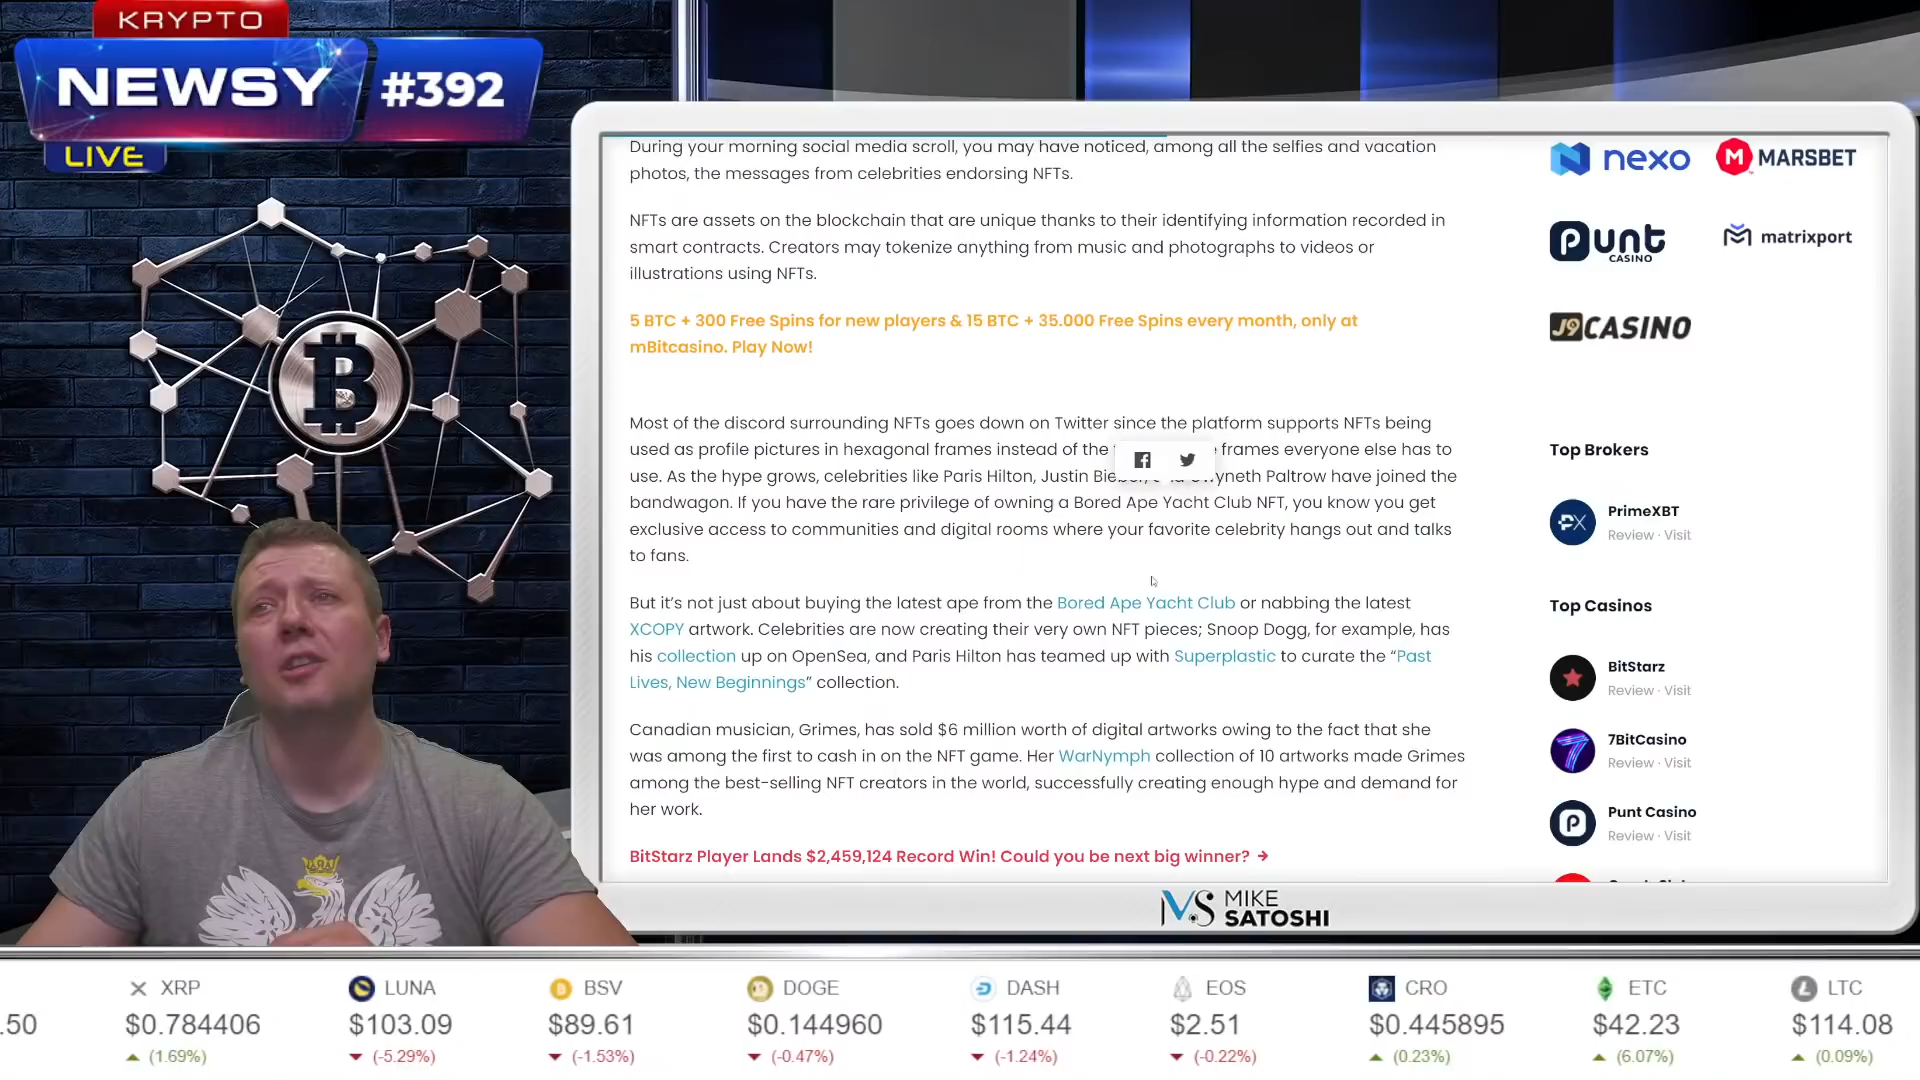 KRYPTO
NEWSY #392
LIVE
During your morning social media scroll, you may have noticed, among all the selfies and vacation
photos, the messages from celebrities endorsing NFTs.
NFTs are assets on the blockchain that are unique thanks to their identifying information recorded in
smart contracts. Creators may tokenize anything from music and photographs to videos or
illustrations using NFTs.
5 BTC + 300 Free Spins for new players & 15 BTC + 35.000 Free Spins every month, only at
mBitcasino. Play Now!
Most of the discord surrounding NFTs goes down on Twitter since the platform supports NFTs being
used as profile pictures in hexagonal frames instead of the frames everyone else has to
use. As the hype grows, celebrities like Paris Hilton, Justin Bieber, Gwyneth Paltrow have joined the
bandwagon. If you have the rare privilege of owning a Bored Ape Yacht Club NFT, you know you get
exclusive access to communities and digital rooms where your favorite celebrity hangs out and talks
to fans.
But it's not just about buying the latest ape from the Bored Ape Yacht Club or nabbing the latest
XCOPY artwork. Celebrities are now creating their very own NFT pieces; Snoop Dogg, for example, has
his collection up on OpenSea, and Paris Hilton has teamed up with Superplastic to curate the “Past
Lives, New Beginnings” collection.
Canadian musician, Grimes, has sold $6 million worth of digital artworks owing to the fact that she
was among the first to cash in on the NFT game. Her WarNymph collection of 10 artworks made Grimes
among the best-selling NFT creators in the world, successfully creating enough hype and demand for
her work.
BitStarz Player Lands $2,459,124 Record Win! Could you be next big winner? →
nexo MARSBET
Punt CASINO matrixport
J9CASINO
Top Brokers
PrimeXBT
Review · Visit
Top Casinos
BitStarz
Review · Visit
7BitCasino
Review · Visit
Punt Casino
Review · Visit
MS MIKE
SATOSHI
XRP LUNA BSV DOGE DASH EOS CRO ETC LTC
.50 $0.784406 $103.09 $89.61 $0.144960 $115.44 $2.51 $0.445895 $42.23 $114.08
(1.69%) (-5.29%) (-1.53%) (-0.47%) (-1.24%) (-0.22%) (0.23%) (6.07%) (0.09%)